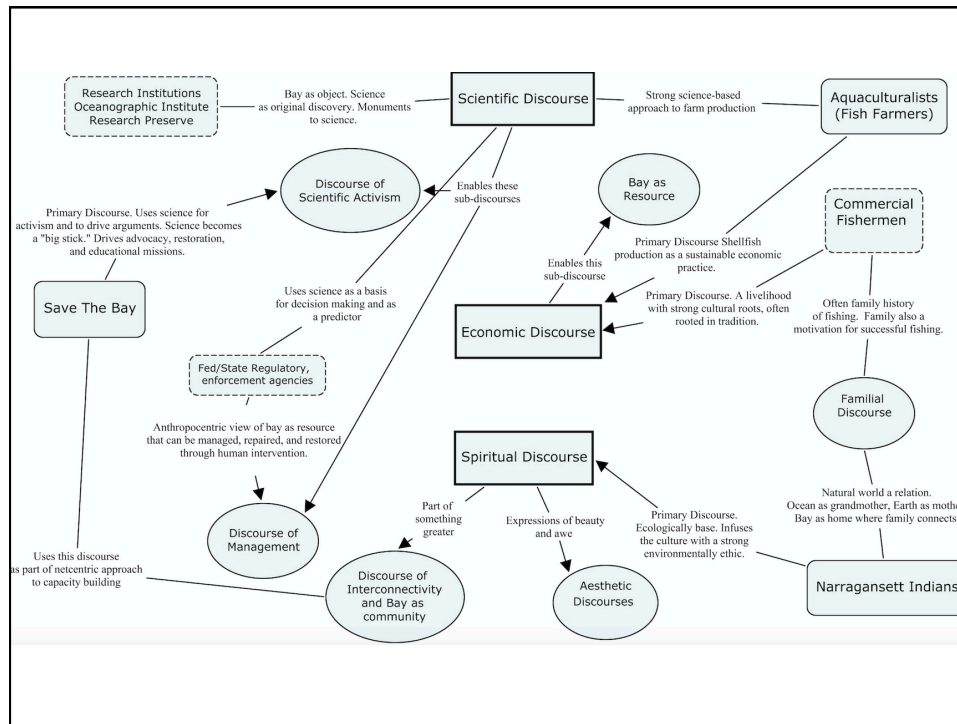 Research Institutions
Oceanographic Institute
Research Preserve
Bay as object. Science
as original discovery. Monuments
to science.
Scientific Discourse
Strong science-based
approach to farm production
Aquaculturalists
(Fish Farmers)
Discourse of
Scientific Activism
Enables these
sub-discourses
Bay as
Resource
Commercial
Fishermen
Primary Discourse. Uses science for
activism and to drive arguments. Science becomes
a "big stick." Drives advocacy, restoration,
and educational missions.
Primary Discourse Shellfish
production as a sustainable economic
practice.
Enables this
sub-discourse
Uses science as a basis
for decision making and as
a predictor
Primary Discourse. A livelihood
with strong cultural roots, often
rooted in tradition.
Often family history
of fishing. Family also a
motivation for successful fishing.
Save The Bay
Economic Discourse
Fed/State Regulatory,
enforcement agencies
Familial
Discourse
Anthropocentric view of bay as resource
that can be managed, repaired, and restored
through human intervention.
Spiritual Discourse
Natural world a relation.
Ocean as grandmother, Earth as mothe
Bay as home where family connects
Part of
something
greater
Expressions of beauty
and awe
Primary Discourse.
Ecologically base. Infuses
the culture with a strong
environmentally ethic.
Discourse of
Management
Uses this discourse
as part of netcentric approach
to capacity building
Discourse of
Interconnectivity
and Bay as
community
Aesthetic
Discourses
Narragansett Indians